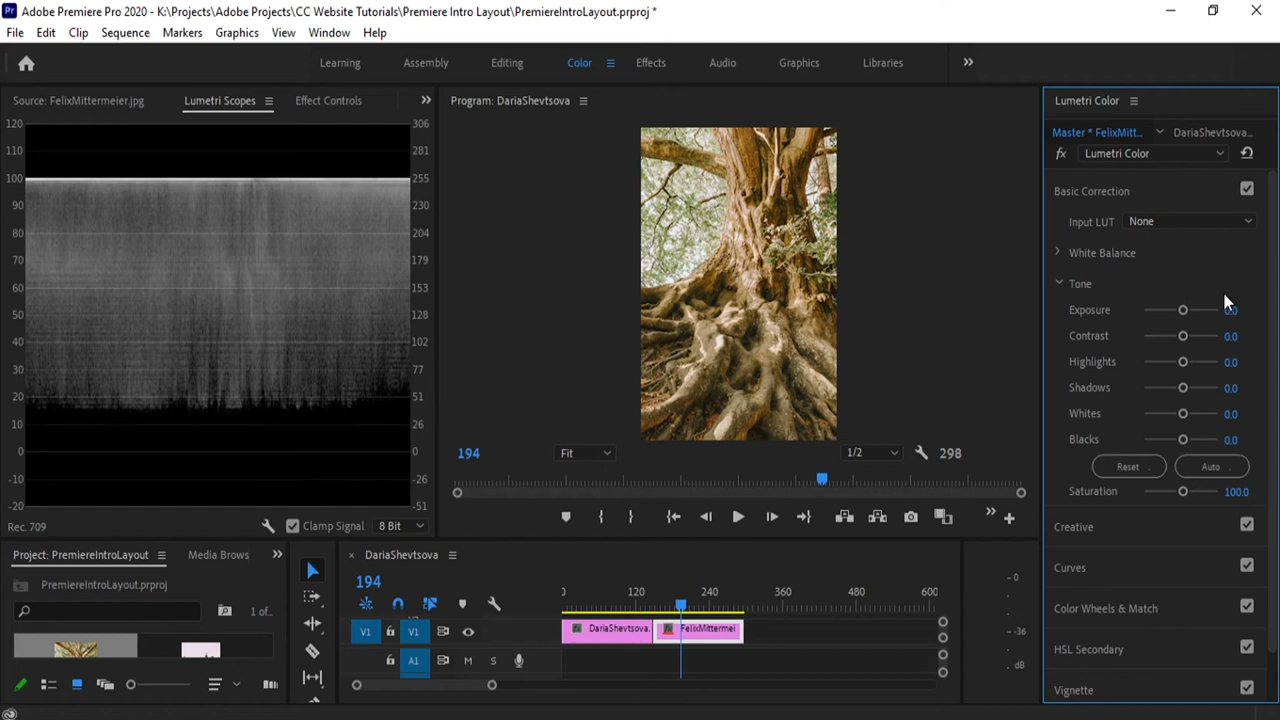 Pr Adobe Premiere Pro 2020 - K:\Projects\Adobe Projects\CC Website Tutorials\Premiere Intro Layout\PremiereIntroLayout.prproj *
File Edit Clip Sequence Markers Graphics View Window Help
Learning Assembly Editing Color Effects Audio Graphics Libraries
Source: FelixMittermeier.jpg Lumetri Scopes Effect Controls
Program: DariaShevtsova
Lumetri Color
Master * FelixMitt... DariaShevtsova...
fx Lumetri Color
Basic Correction
Input LUT None
White Balance
Tone
Exposure 0.0
Contrast 0.0
Highlights 0.0
Shadows 0.0
Whites 0.0
Blacks 0.0
Reset Auto
Saturation 100.0
Creative
Curves
Color Wheels & Match
HSL Secondary
Vignette
120 306
110 281
100 255
90 230
80 204
70 179
60 153
50 128
40 102
30 77
20 51
10 26
0 0
-10 -26
-20 -51
Rec. 709 Clamp Signal 8 Bit
194 Fit 1/2 298
Project: PremiereIntroLayout.prproj Media Brows
PremiereIntroLayout.prproj
1 of...
× DariaShevtsova
194
0 120 240 360 480 600
V1 V1 DariaShevtsova. FelixMittermei
A1 M S
-0
-36
dB